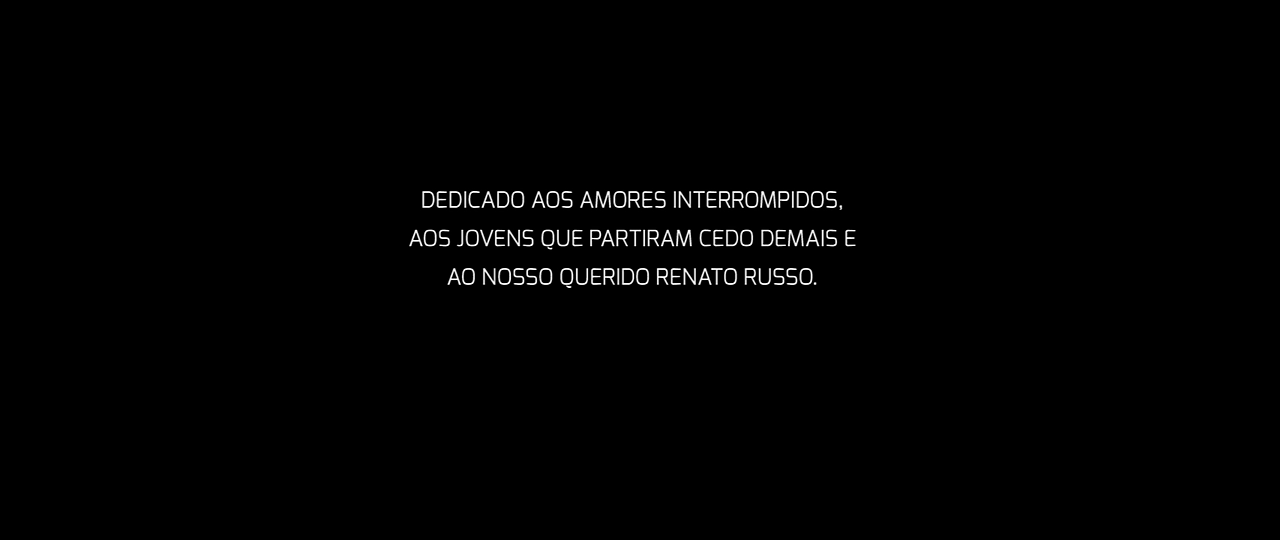 DEDICADO AOS AMORES INTERROMPIDOS,
AOS JOVENS QUE PARTIRAM CEDO DEMAIS E
AO NOSSO QUERIDO RENATO RUSSO.